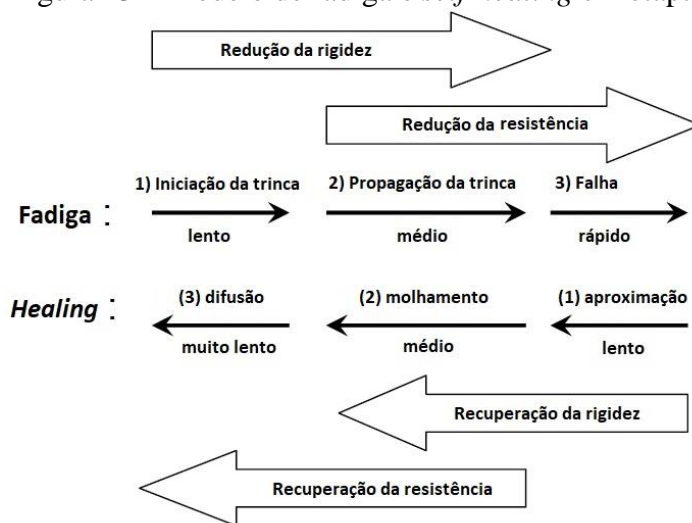 Redução da rigidez
Redução da resistência
1) Iniciação da trinca 2) Propagação da trinca 3) Falha
Fadiga :
lento médio rápido
(3) difusão (2) molhamento (1) aproximação
Healing :
muito lento médio lento
Recuperação da rigidez
Recuperação da resistência